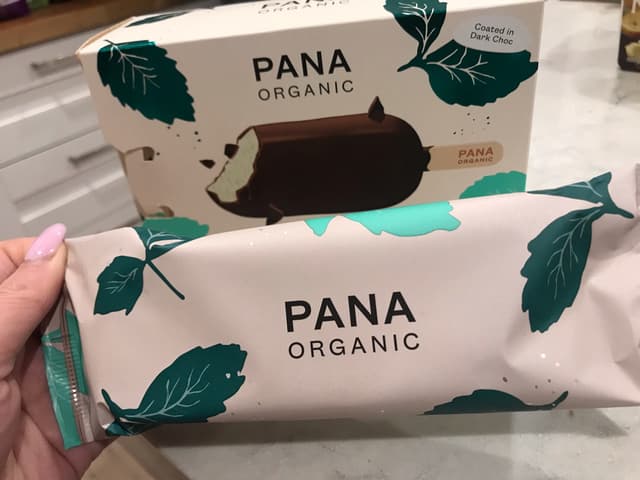 Coated in
Dark Choc
PANA
ORGANIC
PANA
ORGANIC
PANA
ORGANIC